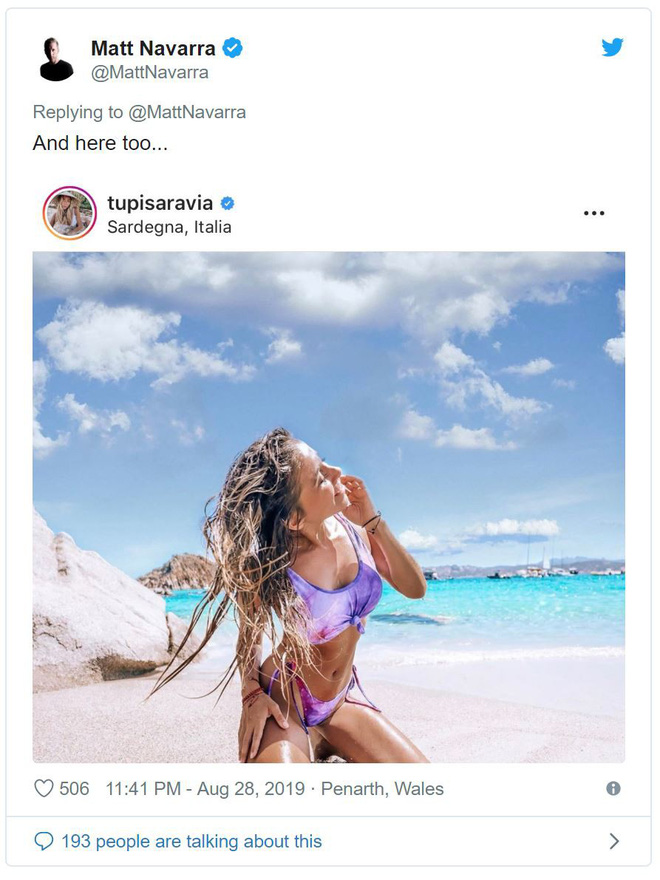 Matt Navarra
@MattNavarra
Replying to @MattNavarra
And here too...
tupisaravia
Sardegna, Italia
506 11:41 PM - Aug 28, 2019 · Penarth, Wales
193 people are talking about this